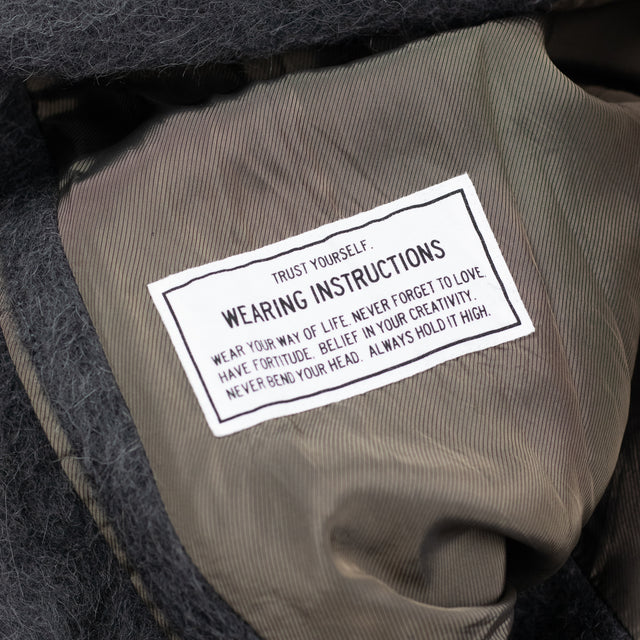 TRUST YOURSELF.
WEARING INSTRUCTIONS
WEAR YOUR WAY OF LIFE. NEVER FORGET TO LOVE.
HAVE FORTITUDE. BELIEF IN YOUR CREATIVITY.
NEVER BEND YOUR HEAD. ALWAYS HOLD IT HIGH.